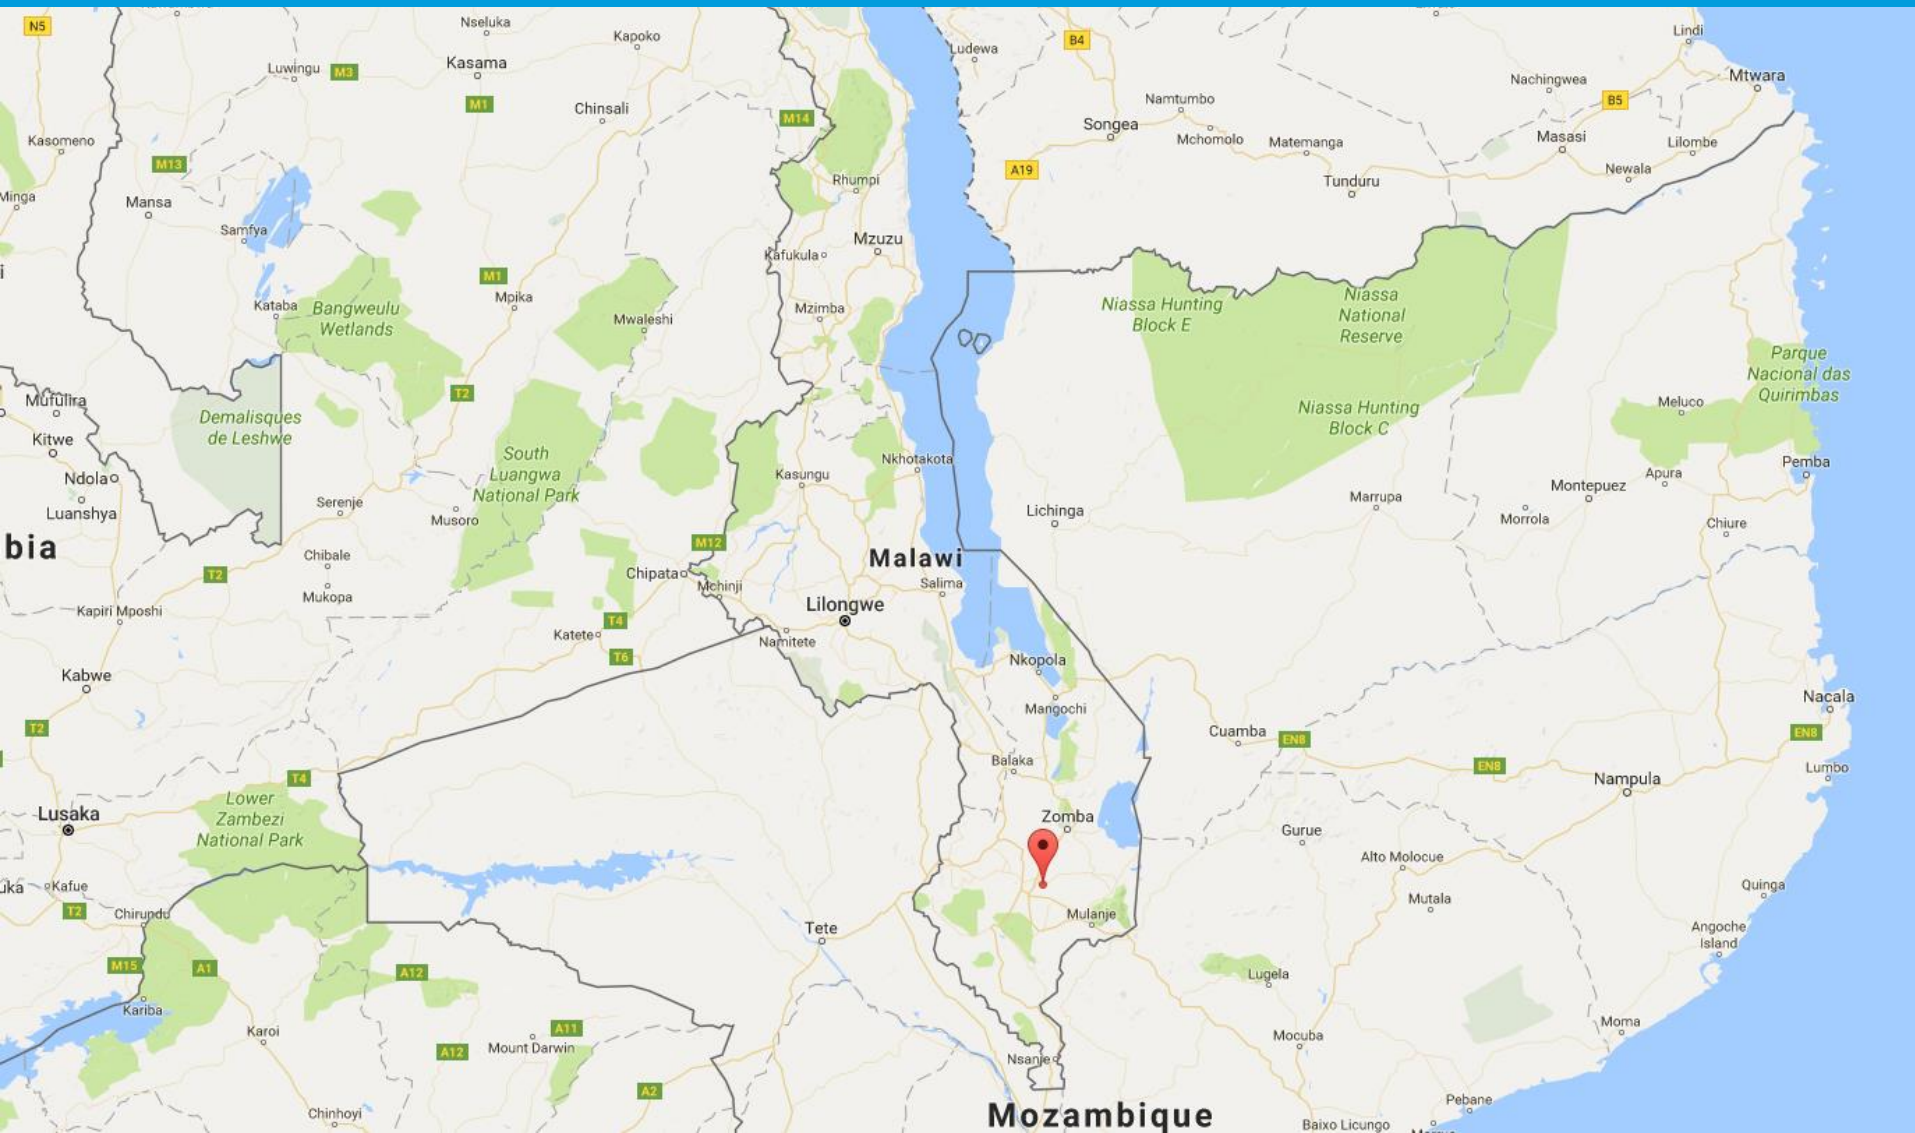 N5
Nseluka
Kapoko
Ludewa
B4
Lindi
Luwingu
M3
Kasama
Nachingwea
Mtwara
M1
Chinsali
M14
Namtumbo
B5
Songea
Mchomolo
Matemanga
Masasi
Lilombe
Kasomeno
M13
A19
Newala
Rhumpi
Tunduru
Minga
Mansa
Samfya
Mzuzu
Kafukula
i
M1
Mpika
Kataba
Bangweulu
Wetlands
Mwaleshi
Mzimba
Niassa Hunting
Block E
Niassa
National
Reserve
Parque
Nacional das
Quirimbas
T2
Mufulira
Demalisques
de Leshwe
Niassa Hunting
Block C
Meluco
Kitwe
South
Luangwa
National Park
Nkhotakota
Kasungu
Ndola
Apura
Pemba
Luanshya
Serenje
Musoro
Lichinga
Marrupa
Montepuez
Morrola
Chiure
bia
M12
Malawi
Chibale
T2
Chipata
Mchinji
Salima
Mukopa
Kapiri Mposhi
Lilongwe
T4
Katete
Namitete
T6
Nkopola
Kabwe
Mangochi
Nacala
T2
Cuamba
EN8
EN8
Balaka
EN8
T4
Nampula
Lumbo
Lower
Zambezi
National Park
Lusaka
Zomba
Gurue
Alto Molocue
uka
Kafue
Quinga
T2
Chirundu
Mutala
Mulanje
Tete
Angoche
Island
M15
A1
A12
Lugela
Kariba
Karoi
A11
Moma
A12
Mount Darwin
Mocuba
Nsanje
A2
Chinhoyi
Mozambique
Pebane
Baixo Licungo